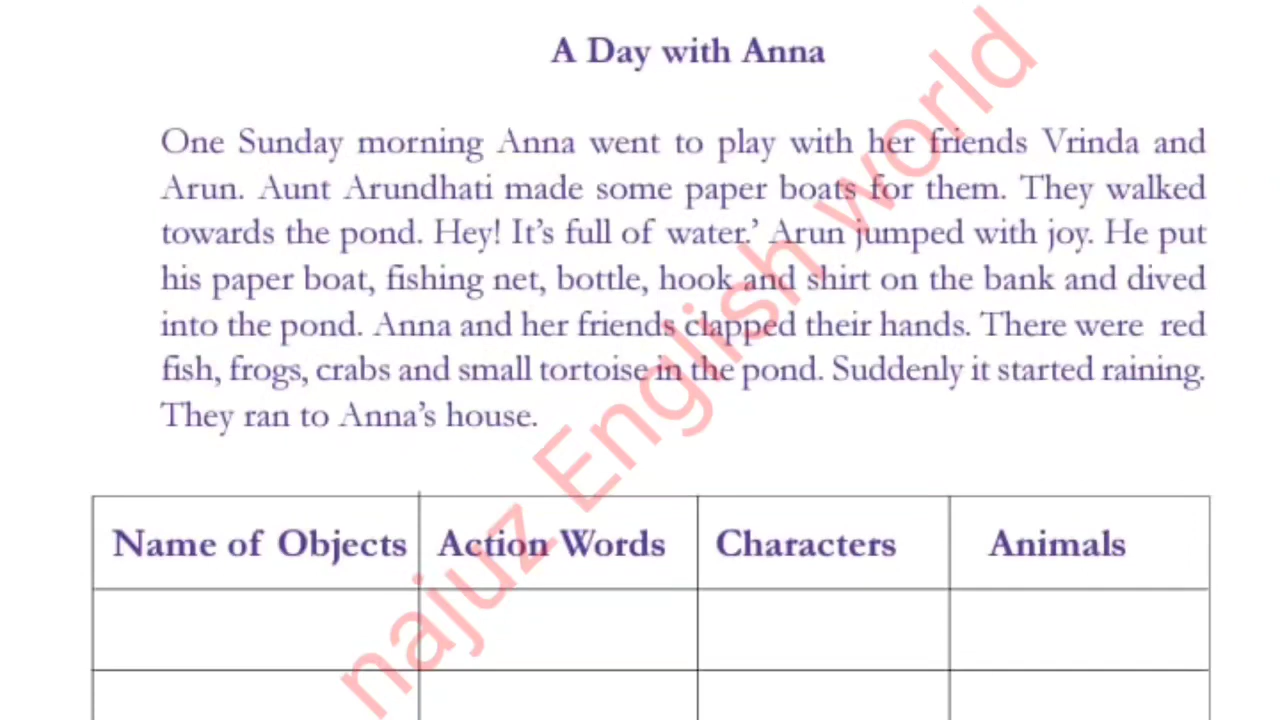 A Day with Anna
One Sunday morning Anna went to play with her friends Vrinda and
Arun. Aunt Arundhati made some paper boats for them. They walked
towards the pond. Hey! It's full of water.’ Arun jumped with joy. He put
his paper boat, fishing net, bottle, hook and shirt on the bank and dived
into the pond. Anna and her friends clapped their hands. There were red
fish, frogs, crabs and small tortoise in the pond. Suddenly it started raining.
They ran to Anna’s house.
Name of Objects Action Words Characters Animals
najuz English world